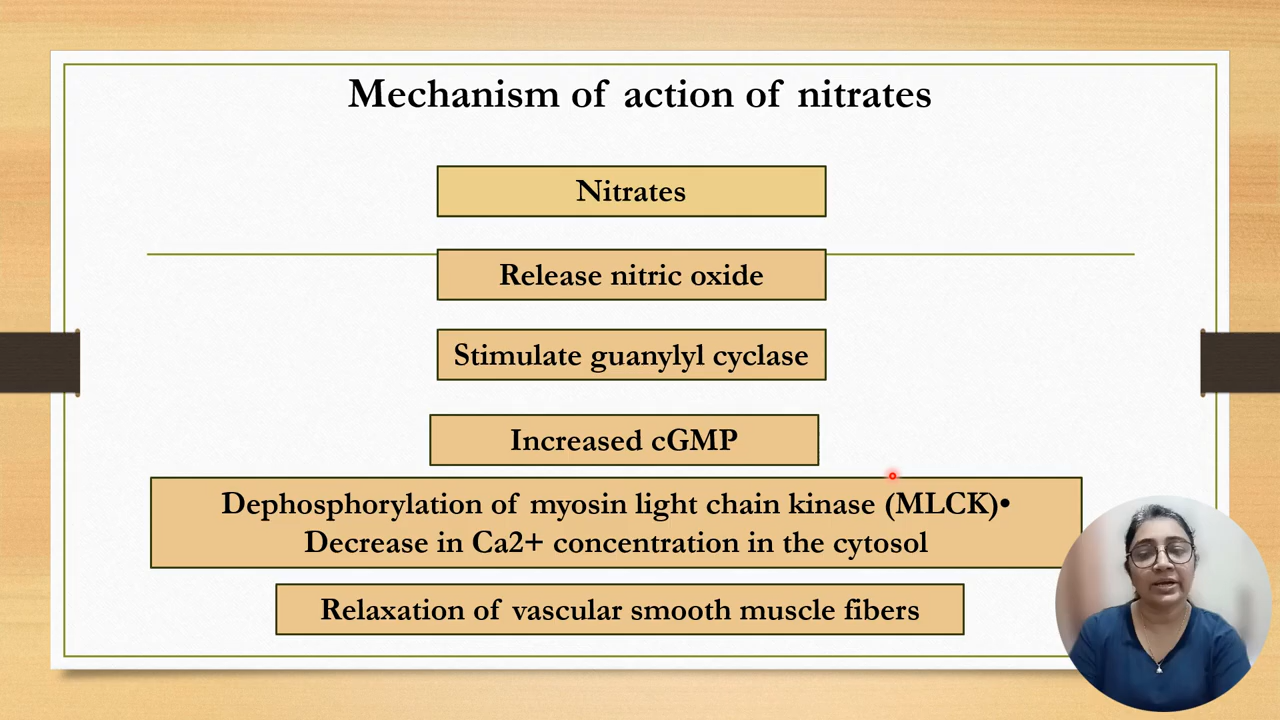 Mechanism of action of nitrates
Nitrates
Release nitric oxide
Stimulate guanylyl cyclase
Increased cGMP
Dephosphorylation of myosin light chain kinase (MLCK)•
Decrease in Ca2+ concentration in the cytosol
Relaxation of vascular smooth muscle fibers